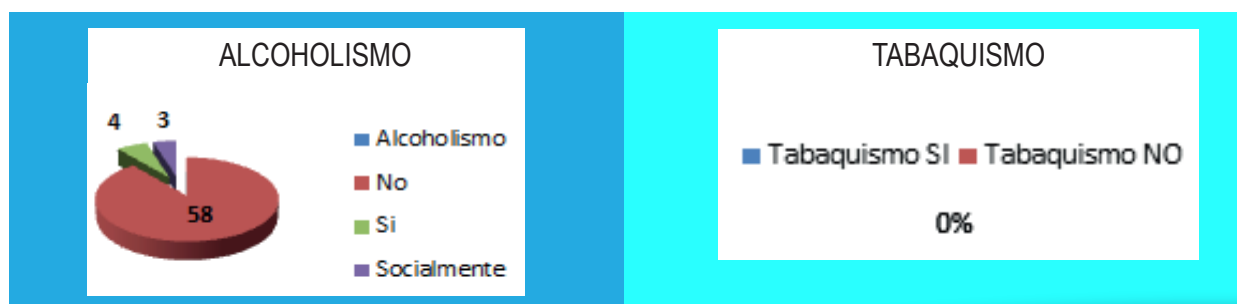 ALCOHOLISMO
4
3
58
Alcoholismo
No
Si
Socialmente
TABAQUISMO
Tabaquismo SI Tabaquismo NO
0%